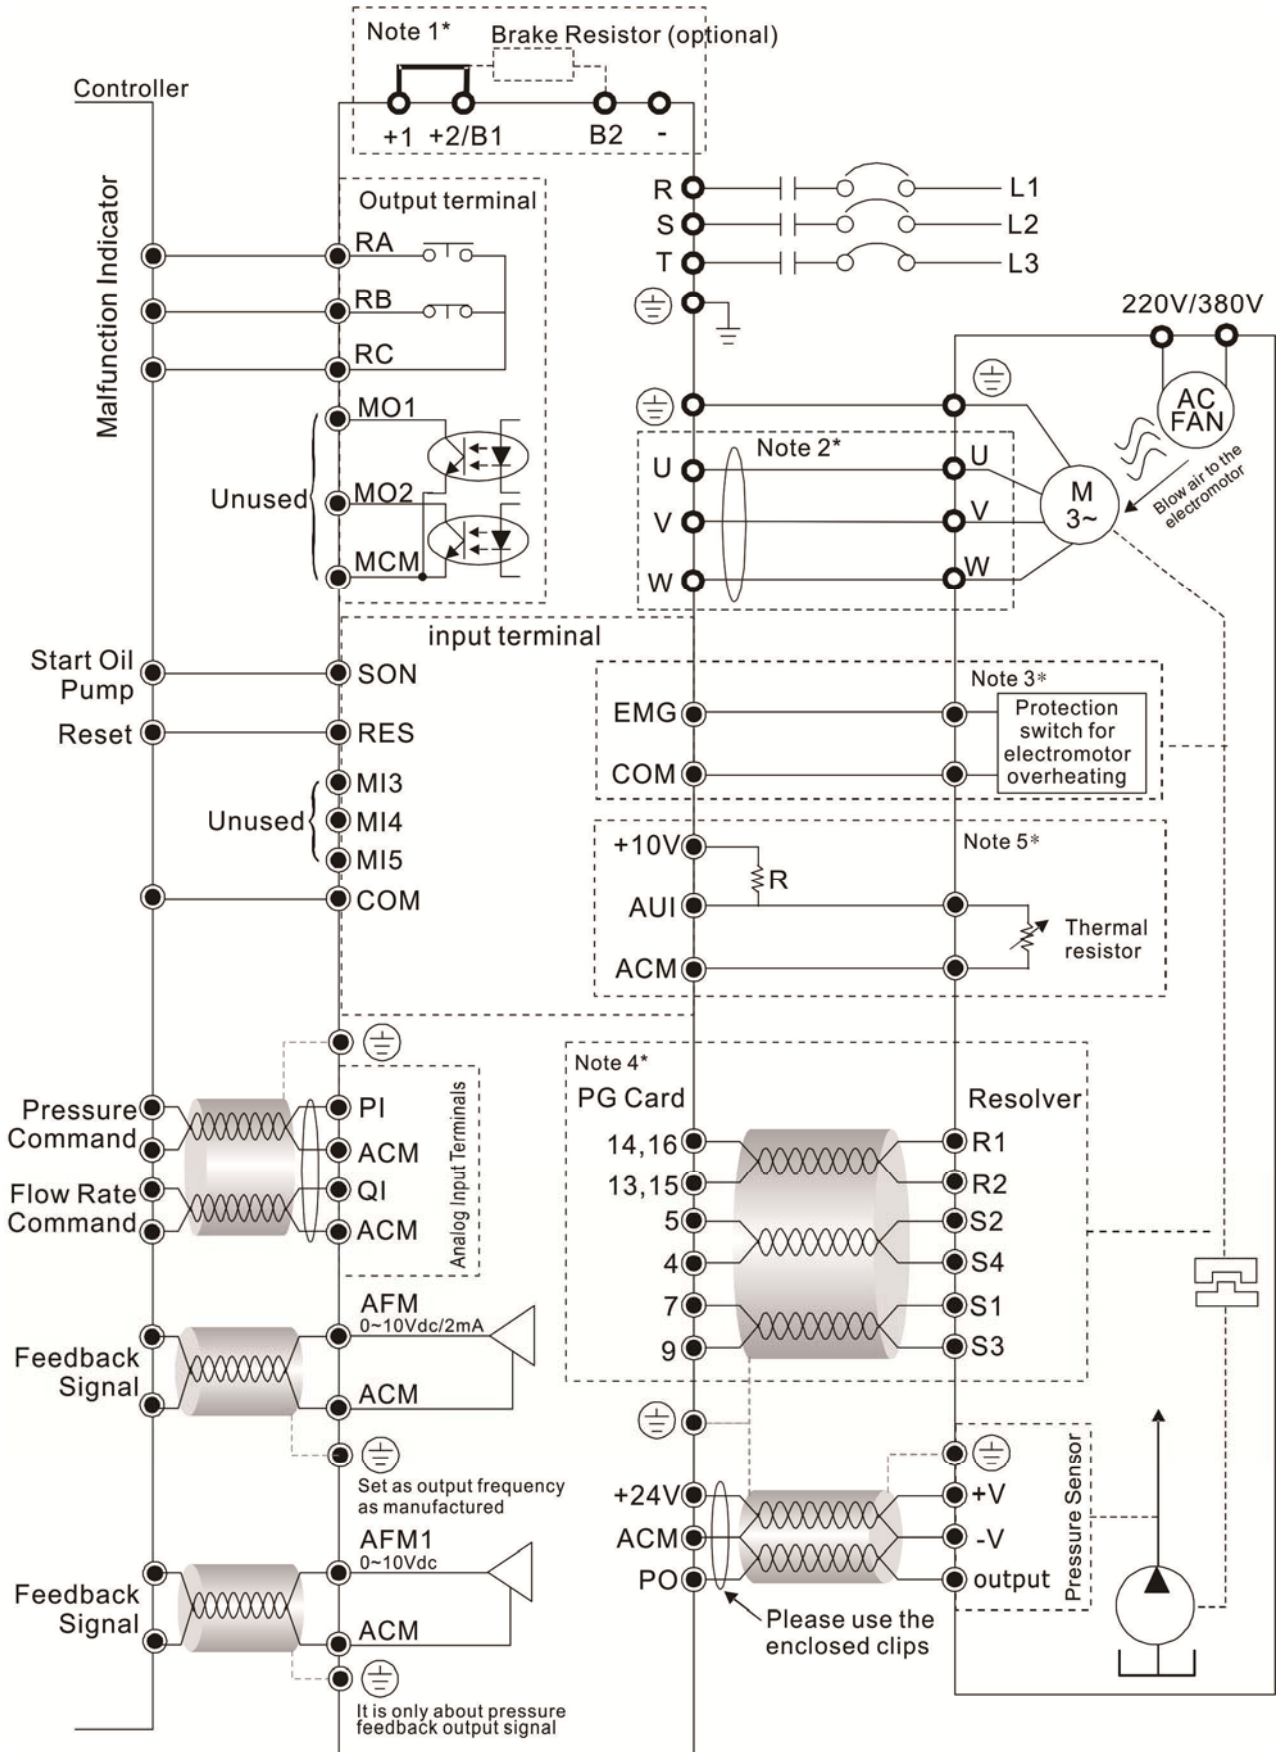 Note 1*
Brake Resistor (optional)
Controller
+1
+2/B1
B2
-
Malfunction Indicator
Output terminal
RA
RB
RC
MO1
MO2
MCM
Unused
R
S
T
L1
L2
L3
220V/380V
AC
FAN
Blow air to the
electromotor
Note 2*
U
V
W
U
V
W
M
3~
input terminal
Start Oil
Pump
SON
Reset
RES
MI3
MI4
MI5
Unused
COM
Note 3*
EMG
COM
Protection
switch for
electromotor
overheating
Note 5*
+10V
R
AUI
ACM
Thermal
resistor
Pressure
Command
Flow Rate
Command
PI
ACM
QI
ACM
Analog Input Terminals
Note 4*
PG Card
Resolver
14,16
13,15
5
4
7
9
R1
R2
S2
S4
S1
S3
Feedback
Signal
AFM
0~10Vdc/2mA
ACM
Set as output frequency
as manufactured
Feedback
Signal
AFM1
0~10Vdc
ACM
It is only about pressure
feedback output signal
+24V
ACM
PO
+V
-V
output
Pressure Sensor
Please use the
enclosed clips